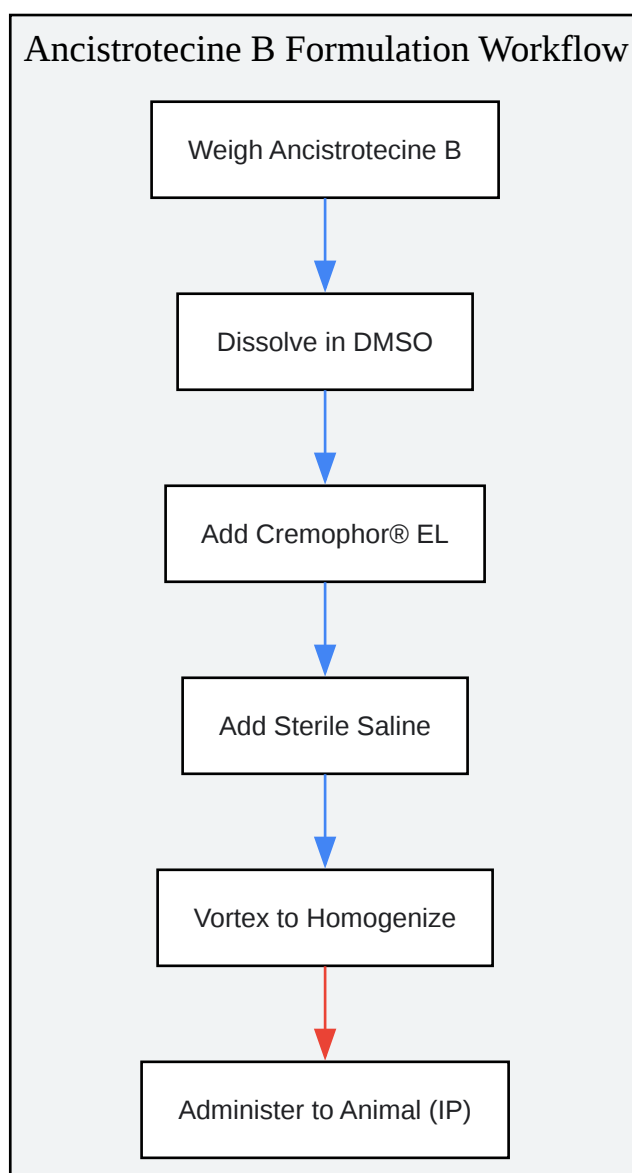 Ancistrotecine B Formulation Workflow
Weigh Ancistrotecine B
Dissolve in DMSO
Add Cremophor® EL
Add Sterile Saline
Vortex to Homogenize
Administer to Animal (IP)